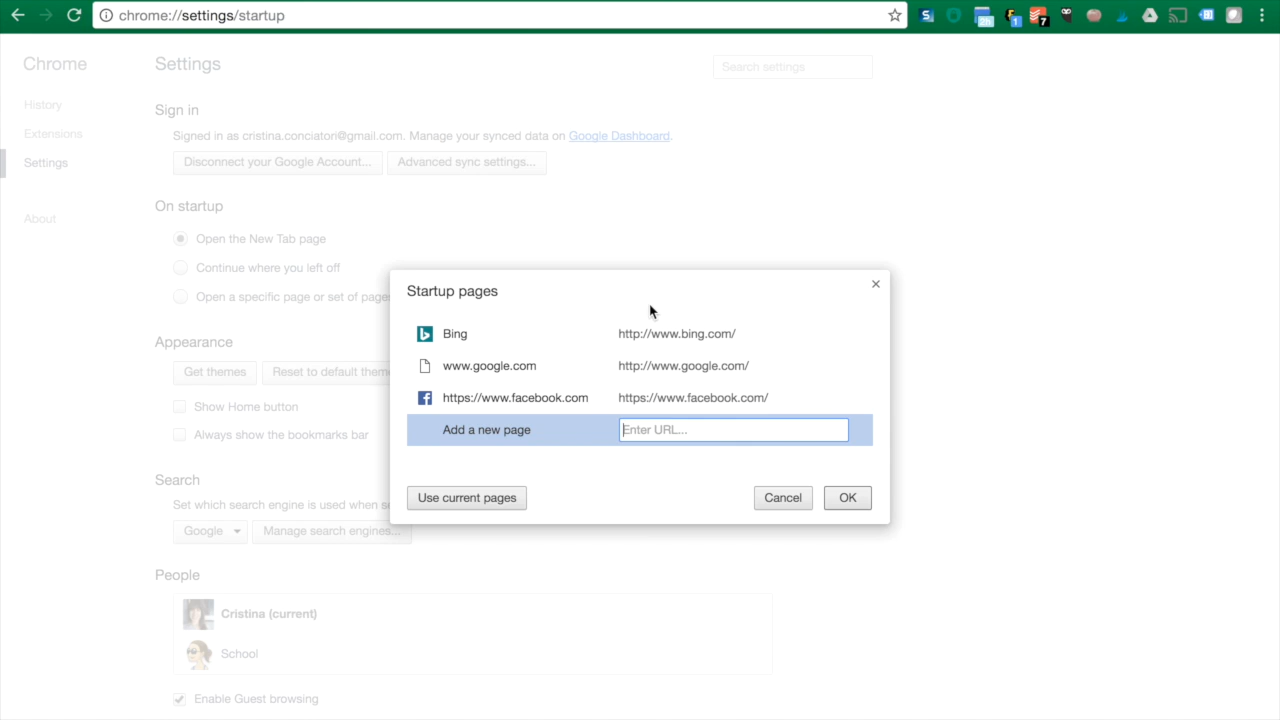 chrome://settings/startup
2h
1
7
Chrome
History
Extensions
Settings
About
Settings
Search settings
Sign in
Signed in as cristina.conciatori@gmail.com. Manage your synced data on Google Dashboard.
Disconnect your Google Account... Advanced sync settings...
On startup
Open the New Tab page
Continue where you left off
Open a specific page or set of pages
Appearance
Get themes Reset to default theme
Show Home button
Always show the bookmarks bar
Search
Set which search engine is used when se
Google Manage search engines...
People
Cristina (current)
School
Enable Guest browsing
Startup pages
Bing http://www.bing.com/
www.google.com http://www.google.com/
https://www.facebook.com https://www.facebook.com/
Add a new page Enter URL...
Use current pages Cancel OK